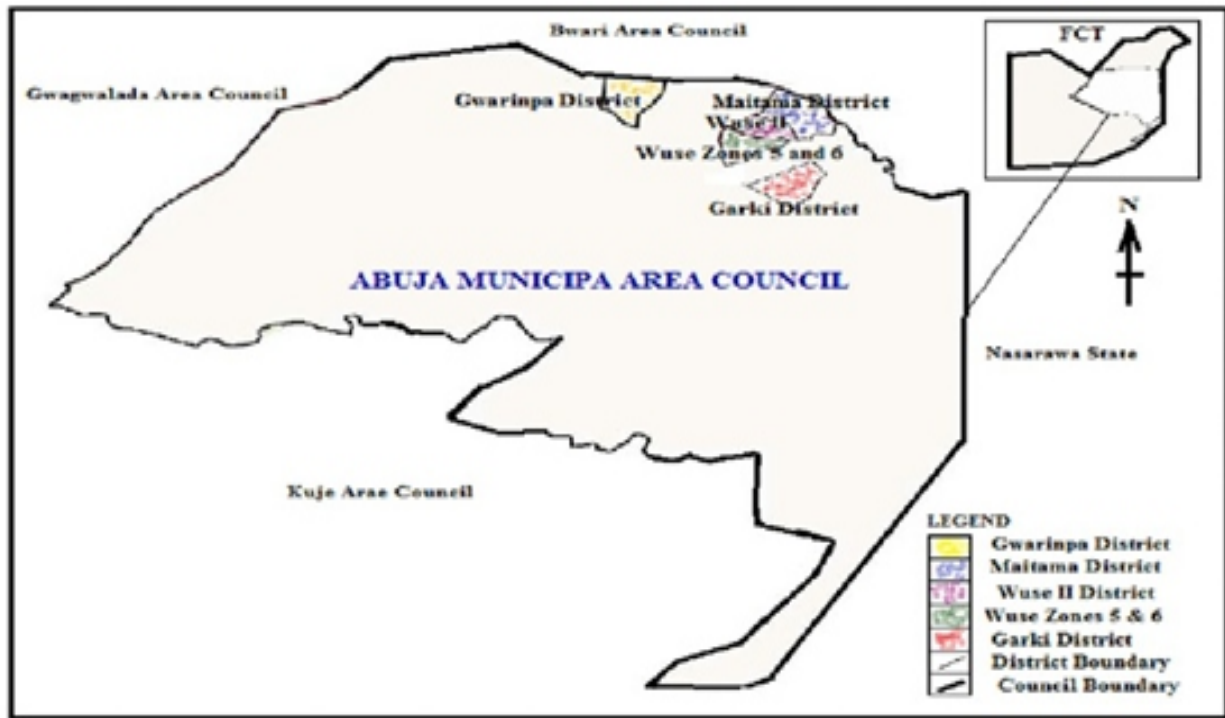 Bwari Area Council
FCT
Gwagwalada Area Council
Gwarinpa District
Maitama District
Wuse II
Wuse Zones 5 and 6
Garki District
N
ABUJA MUNICIPA AREA COUNCIL
Nasarawa State
Kuje Arae Council
LEGEND
Gwarinpa District
Maitama District
Wuse II District
Wuse Zones 5 & 6
Garki District
District Boundary
Council Boundary